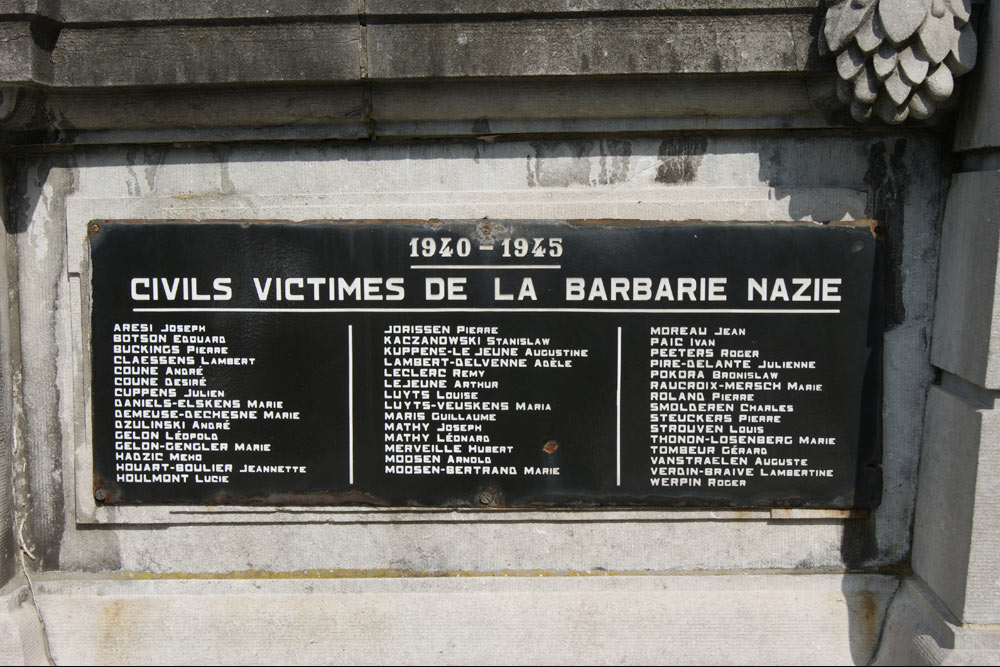 1940 - 1945
CIVILS VICTIMES DE LA BARBARIE NAZIE
ARESI JOSEPH
BOTSON EDOUARD
BUCKINGS PIERRE
CLAESSENS LAMBERT
COUNE ANDRÉ
COUNE DESIRÉ
CUPPENS JULIEN
DANIELS-ELSKENS MARIE
DEMEUSE-DECHESNE MARIE
DZULINSKI ANDRÉ
GELON LÉOPOLD
GELON-GENGLER MARIE
HADZIC MEHO
HOUART-BOULIER JEANNETTE
HOULMONT LUCIE
JORISSEN PIERRE
KACZANOWSKI STANISLAW
KUPPENE-LE JEUNE AUGUSTINE
LAMBERT-DELVENNE ADÈLE
LECLERC REMY
LEJEUNE ARTHUR
LUYTS LOUISE
LUYTS-VEUSKENS MARIA
MARIS GUILLAUME
MATHY JOSEPH
MATHY LÉONARD
MERVEILLE HUBERT
MOOSEN ARNOLD
MOOSEN-BERTRAND MARIE
MOREAU JEAN
PAIC IVAN
PEETERS ROGER
PIRE-DELANTE JULIENNE
POKORA BRONISLAW
RAUCROIX-MERSCH MARIE
ROLAND PIERRE
SMOLDEREN CHARLES
STEUCKERS PIERRE
STROUVEN LOUIS
THONON-LOSENBERG MARIE
TOMBEUR GÉRARD
VANSTRAELEN AUGUSTE
VERDIN-BRAIVE LAMBERTINE
WERPIN ROGER